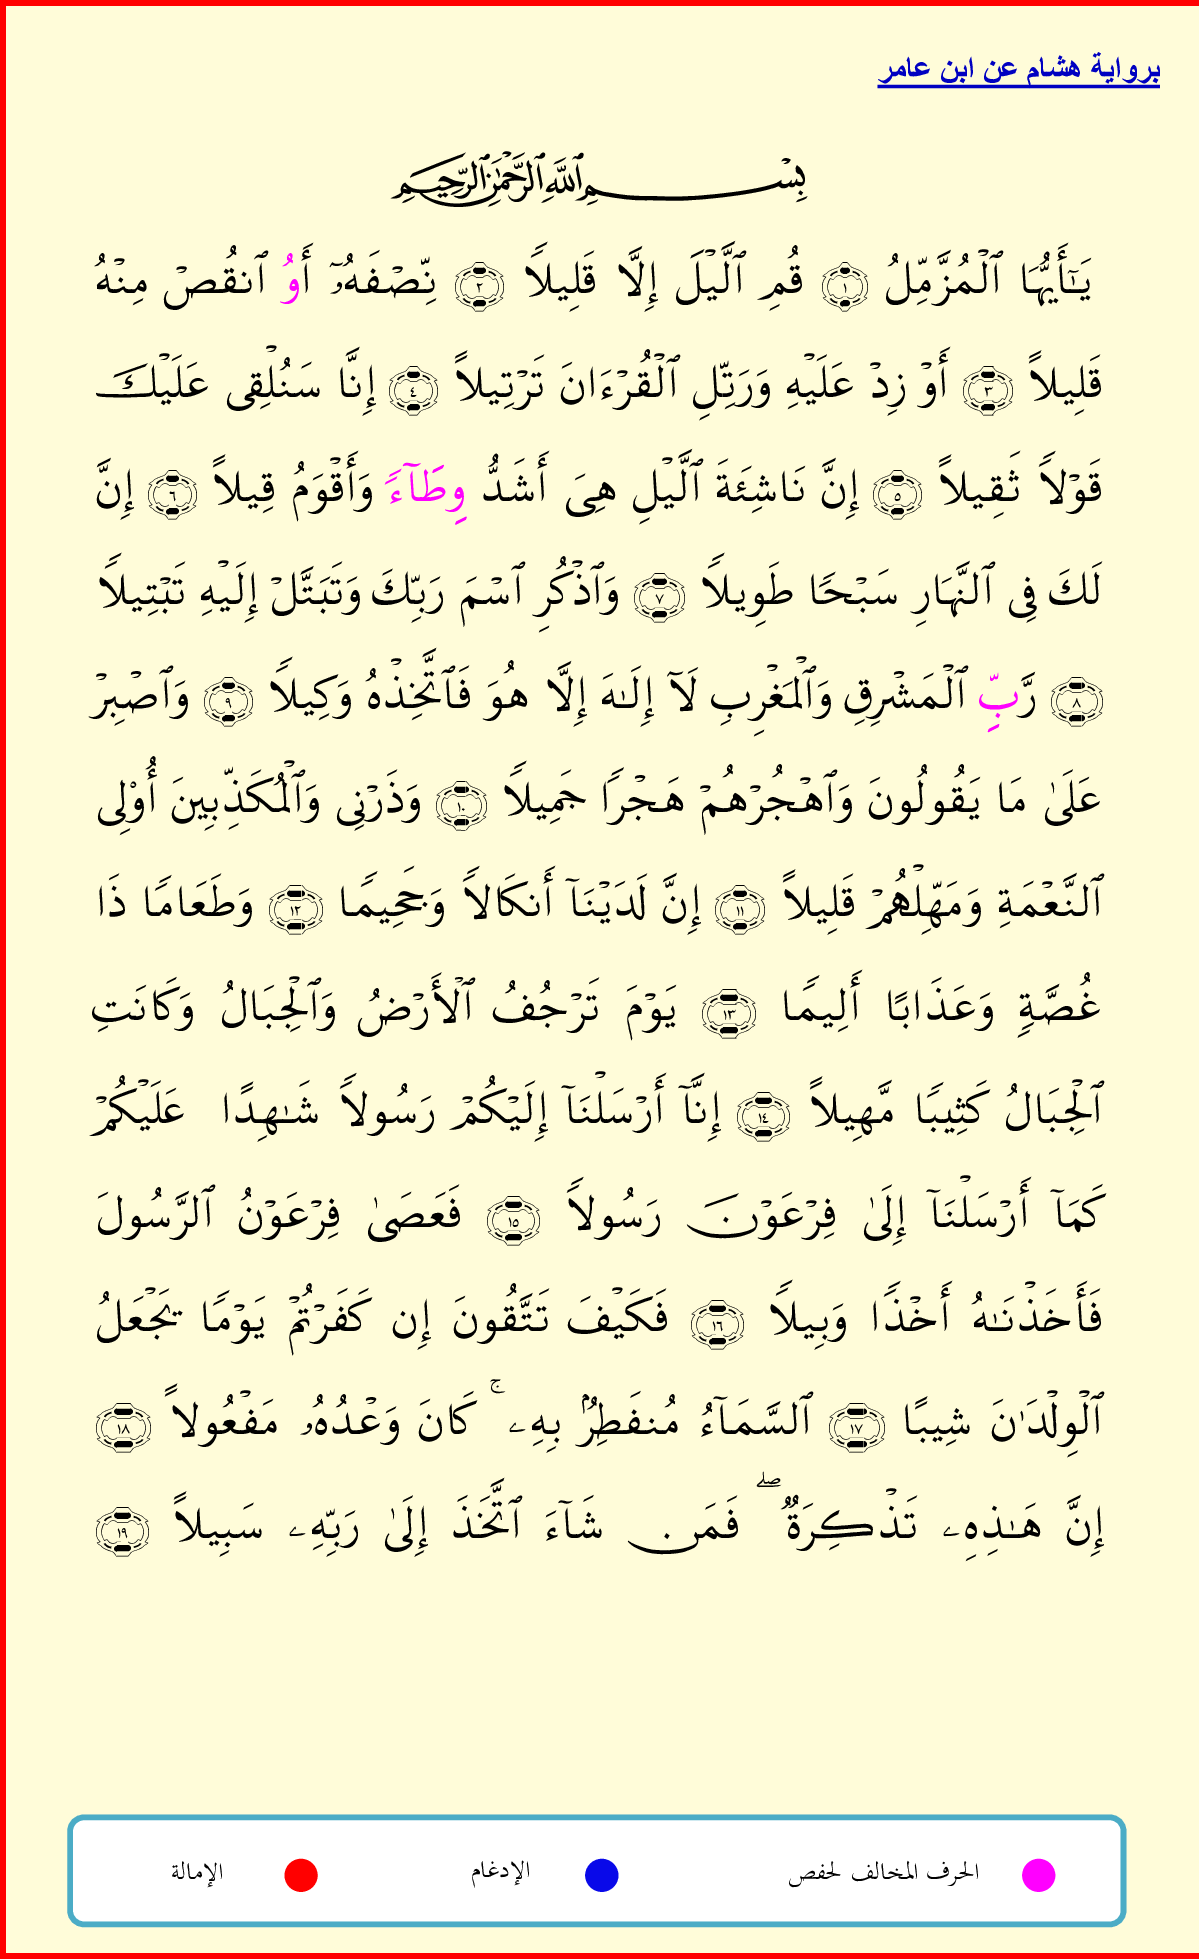 برواية هشام عن ابن عامر
بِسْمِ ٱللَّهِ ٱلرَّحْمَٰنِ ٱلرَّحِيمِ
يَـٰٓأَيُّهَا ٱلْمُزَّمِّلُ ١ قُمِ ٱلَّيْلَ إِلَّا قَلِيلاً ٢ نِّصْفَهُۥٓ أَوُ ٱنقُصْ مِنْهُ
قَلِيلاً ٣ أَوْ زِدْ عَلَيْهِ وَرَتِّلِ ٱلْقُرْءَانَ تَرْتِيلاً ٤ إِنَّا سَنُلْقِى عَلَيْكَ
قَوْلاً ثَقِيلاً ٥ إِنَّ نَاشِئَةَ ٱلَّيْلِ هِىَ أَشَدُّ وِطَآءً وَأَقْوَمُ قِيلاً ٦ إِنَّ
لَكَ فِى ٱلنَّهَارِ سَبْحًا طَوِيلاً ٧ وَٱذْكُرِ ٱسْمَ رَبِّكَ وَتَبَتَّلْ إِلَيْهِ تَبْتِيلاً
٨ رَّبِّ ٱلْمَشْرِقِ وَٱلْمَغْرِبِ لَآ إِلَـٰهَ إِلَّا هُوَ فَٱتَّخِذْهُ وَكِيلاً ٩ وَٱصْبِرْ
عَلَىٰ مَا يَقُولُونَ وَٱهْجُرْهُمْ هَجْرًا جَمِيلاً ١٠ وَذَرْنِى وَٱلْمُكَذِّبِينَ أُوْلِى
ٱلنَّعْمَةِ وَمَهِّلْهُمْ قَلِيلاً ١١ إِنَّ لَدَيْنَآ أَنكَالاً وَجَحِيمًا ١٢ وَطَعَامًا ذَا
غُصَّةٍ وَعَذَابًا أَلِيمًا ١٣ يَوْمَ تَرْجُفُ ٱلْأَرْضُ وَٱلْجِبَالُ وَكَانَتِ
ٱلْجِبَالُ كَثِيبًا مَّهِيلاً ١٤ إِنَّآ أَرْسَلْنَآ إِلَيْكُمْ رَسُولاً شَـٰهِدًا عَلَيْكُمْ
كَمَآ أَرْسَلْنَآ إِلَىٰ فِرْعَوْنَ رَسُولاً ١٥ فَعَصَىٰ فِرْعَوْنُ ٱلرَّسُولَ
فَأَخَذْنَـٰهُ أَخْذًا وَبِيلاً ١٦ فَكَيْفَ تَتَّقُونَ إِن كَفَرْتُمْ يَوْمًا يَجْعَلُ
ٱلْوِلْدَٰنَ شِيبًا ١٧ ٱلسَّمَآءُ مُنفَطِرٌۢ بِهِۦ ۚ كَانَ وَعْدُهُۥ مَفْعُولاً ١٨
إِنَّ هَـٰذِهِۦ تَذْكِرَةٌ ۖ فَمَن شَآءَ ٱتَّخَذَ إِلَىٰ رَبِّهِۦ سَبِيلاً ١٩
الحرف المخالف لحفص الإدغام الإمالة